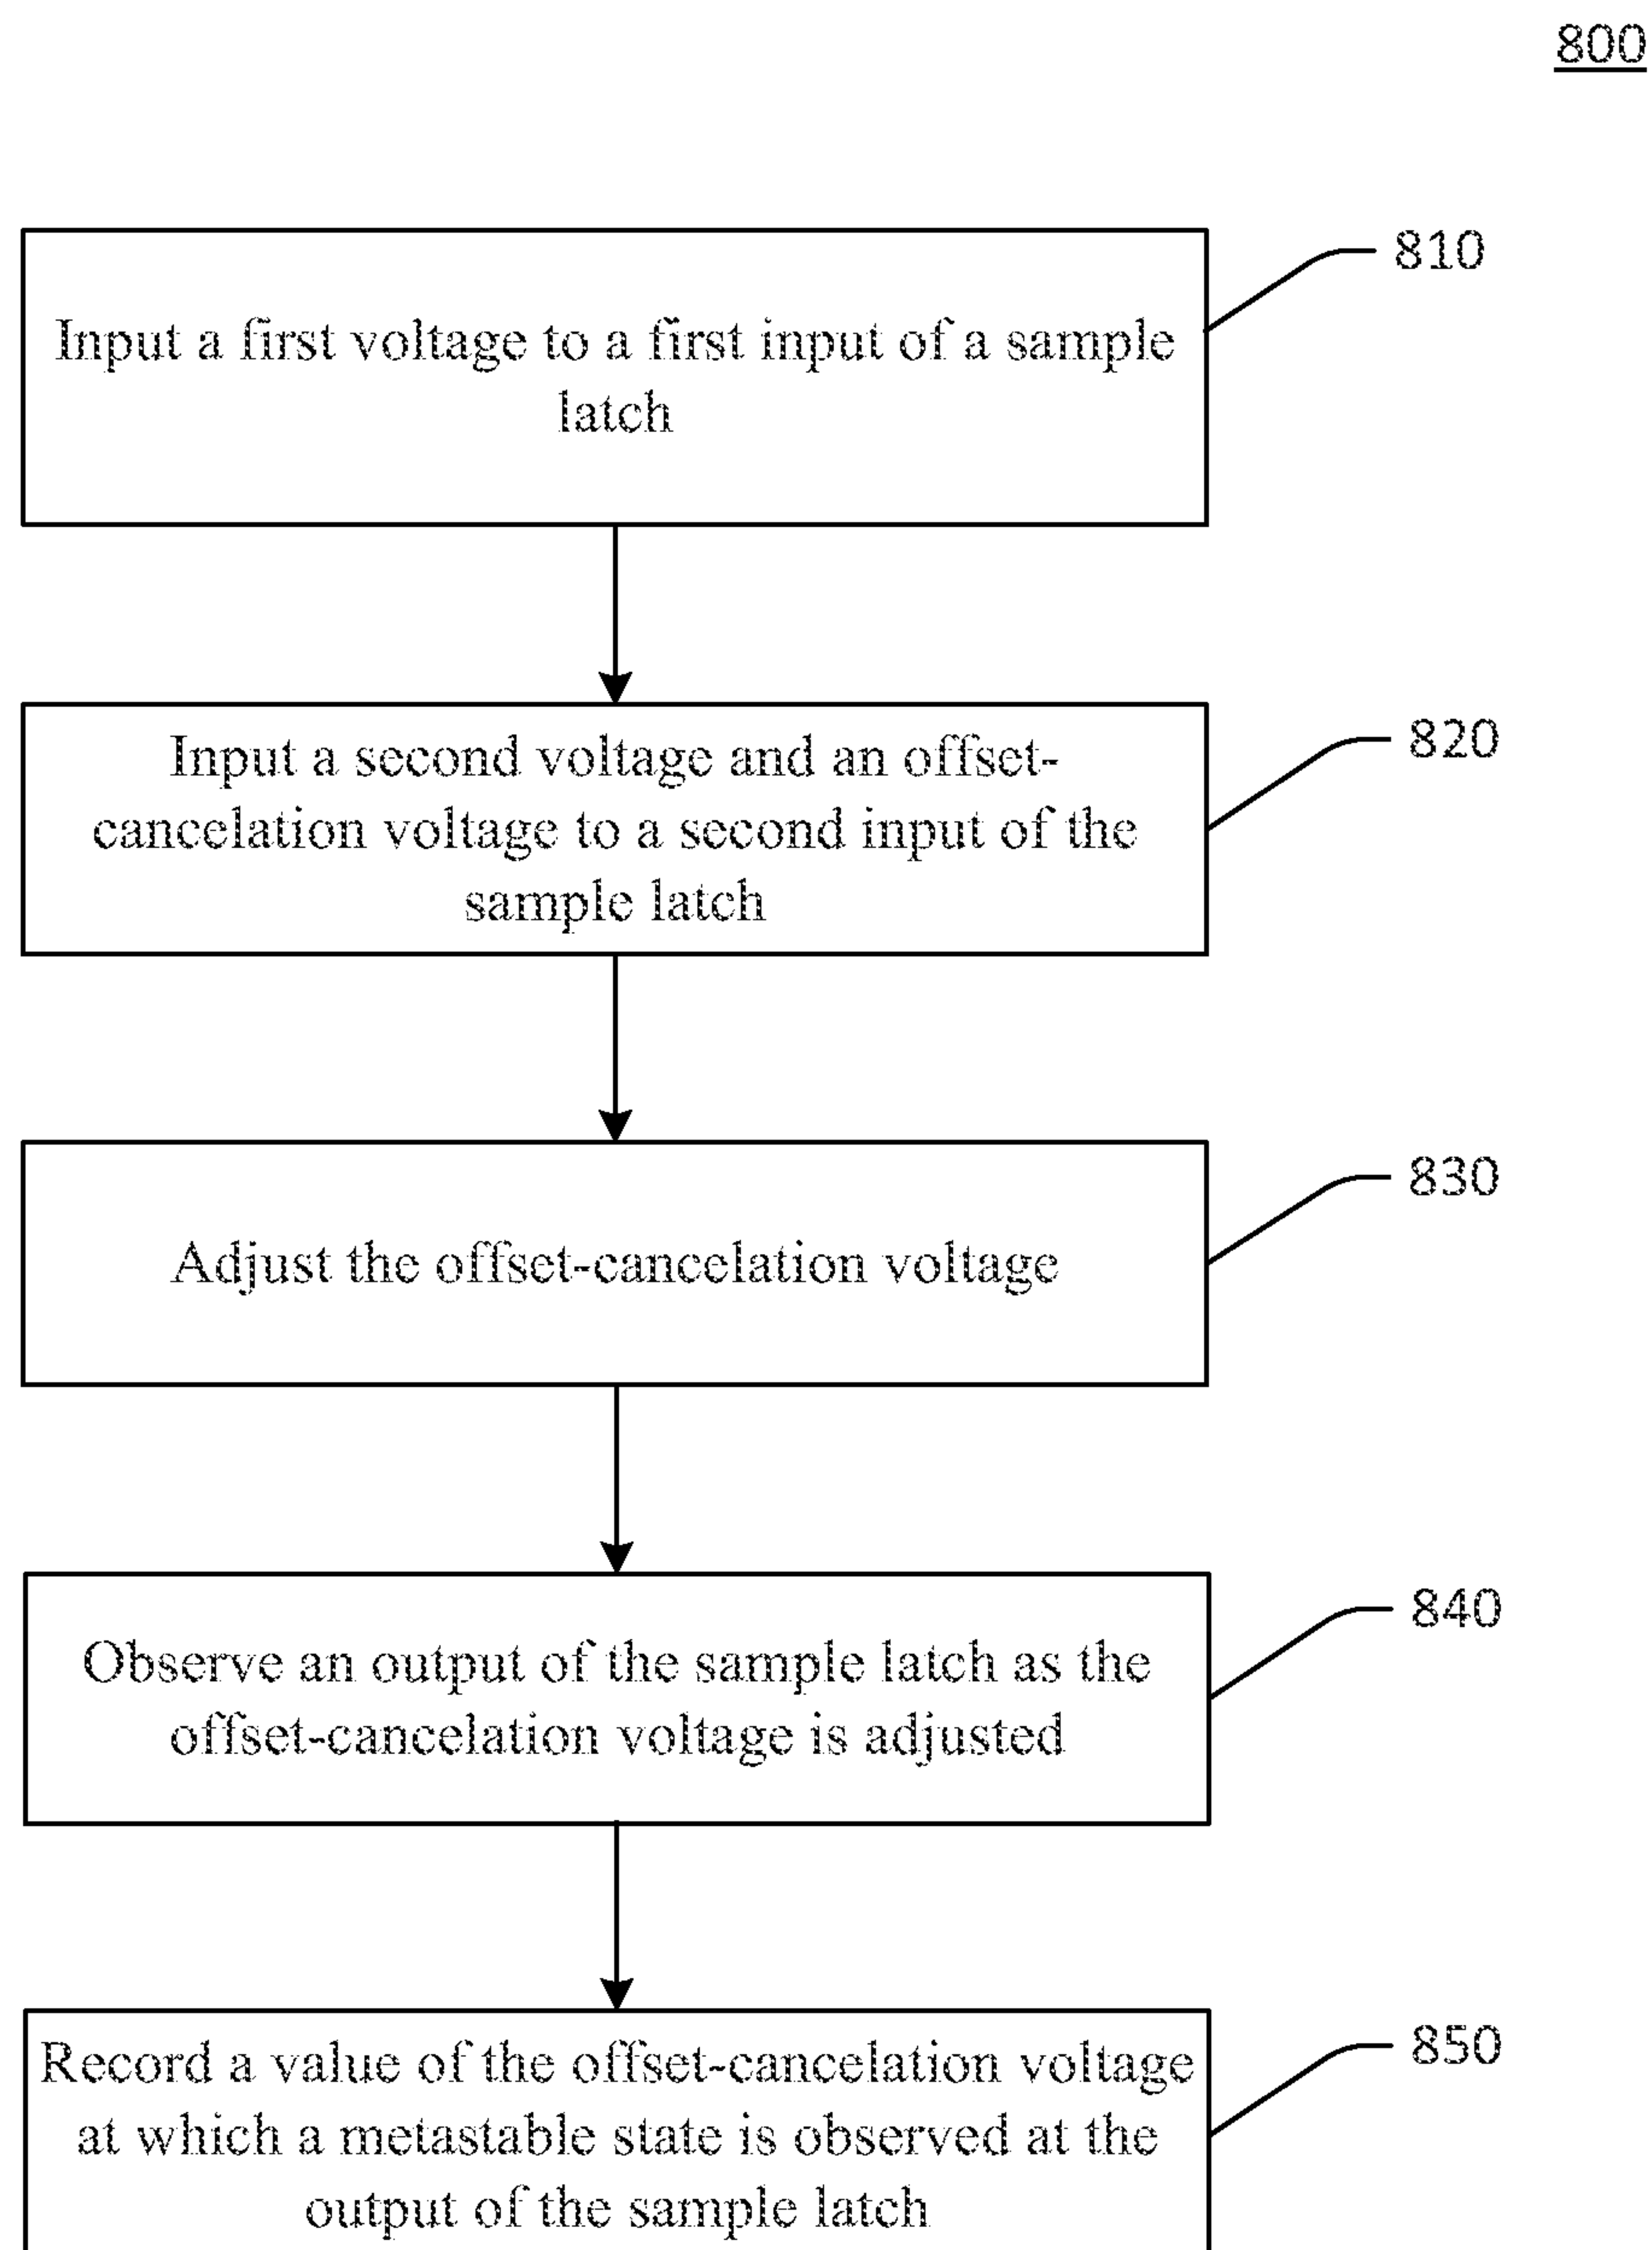 800
810
Input a first voltage to a first input of a sample
latch
820
Input a second voltage and an offset-
cancelation voltage to a second input of the
sample latch
830
Adjust the offset-cancelation voltage
840
Observe an output of the sample latch as the
offset-cancelation voltage is adjusted
850
Record a value of the offset-cancelation voltage
at which a metastable state is observed at the
output of the sample latch